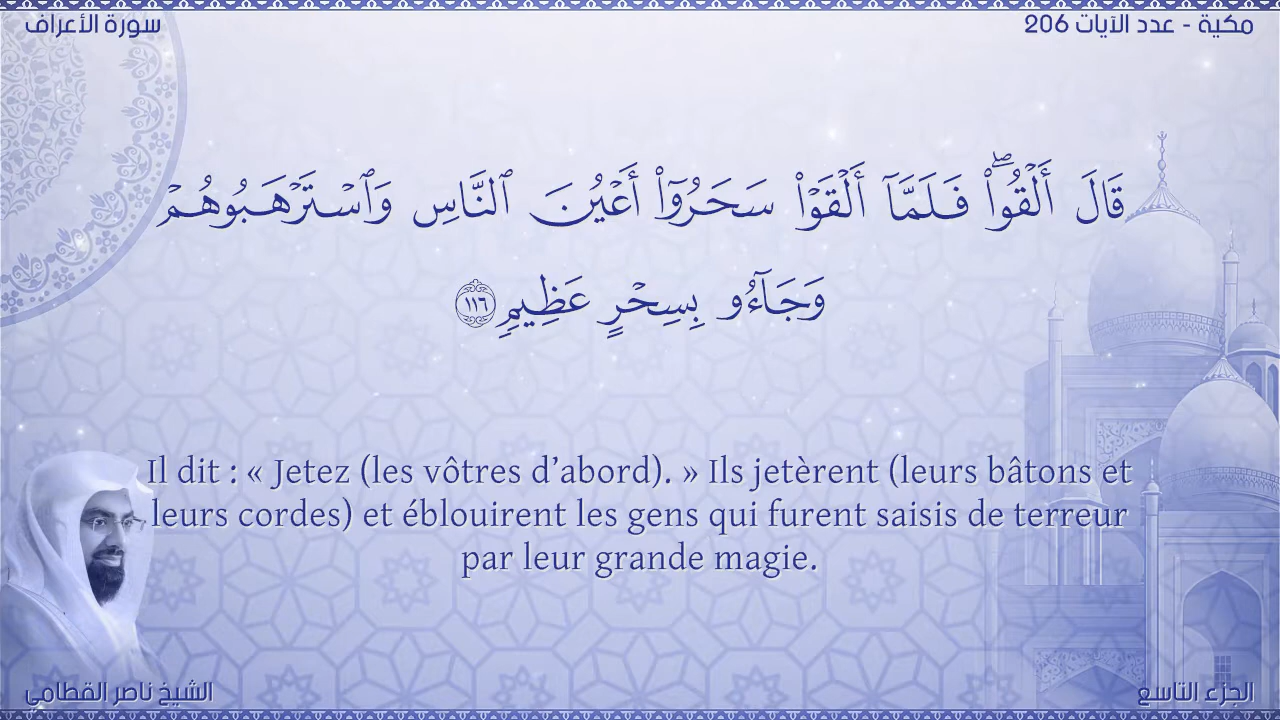 سورة الأعراف
مكية - عدد الآيات 206
قَالَ أَلْقُوا۟ ۖ فَلَمَّآ أَلْقَوْا۟ سَحَرُوٓا۟ أَعْيُنَ ٱلنَّاسِ وَٱسْتَرْهَبُوهُمْ
وَجَآءُو بِسِحْرٍ عَظِيمٍ ١١٦
Il dit : « Jetez (les vôtres d’abord). » Ils jetèrent (leurs bâtons et
leurs cordes) et éblouirent les gens qui furent saisis de terreur
par leur grande magie.
الشيخ ناصر القطامي
الجزء التاسع